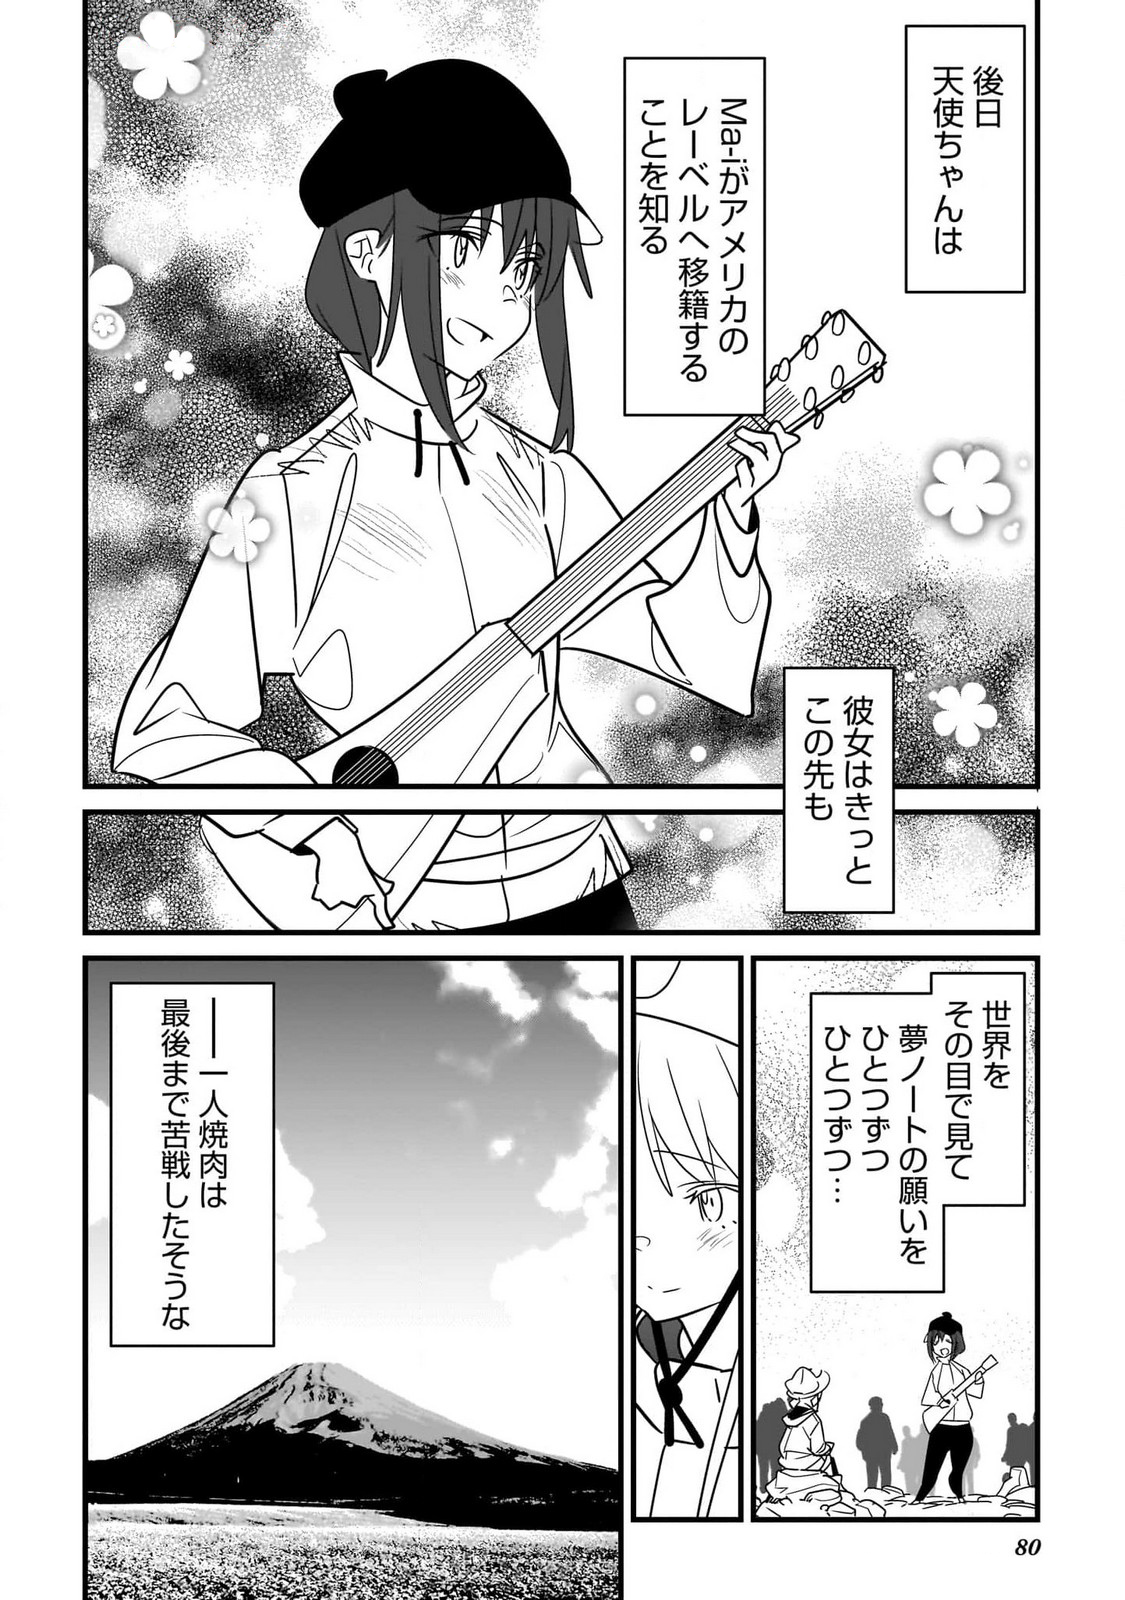 後日
天使ちゃんは
Ma-iがアメリカの
レーベルへ移籍する
ことを知る
彼女はきっと
この先も
世界を
その目で見て
夢ノートの願いを
ひとつずつ
ひとつずつ…
――一人焼肉は
最後まで苦戦したそうな
80